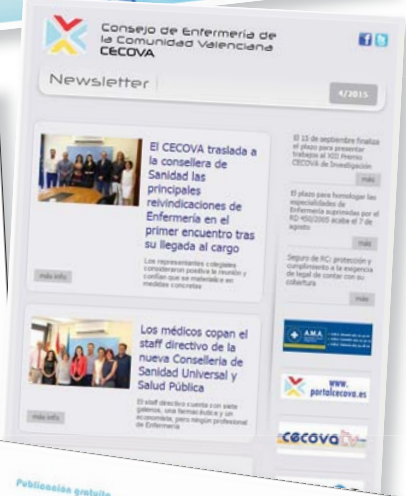 Consejo de Enfermería de
la Comunidad Valenciana
CECOVA
Newsletter
4/2015
El CECOVA traslada a
la consellera de
Sanidad las
principales
reivindicaciones de
Enfermería en el
primer encuentro tras
su llegada al cargo
Los representantes colegiales
consideraron positiva la reunión y
confían que se materialice en
medidas concretas
más info
Los médicos copan el
staff directivo de la
nueva Conselleria de
Sanidad Universal y
Salud Pública
El staff directivo cuenta con siete
galenos, una farmacéutica y un
economista, pero ningún profesional
de Enfermería
más info
El 15 de septiembre finaliza
el plazo para presentar
trabajos al XIII Premio
CECOVA de Investigación
más
El plazo para homologar las
especialidades de
Enfermería suprimidas por el
RD 450/2005 acaba el 7 de
agosto
más
Seguro de RC: protección y
cumplimiento a la exigencia
de legal de contar con su
cobertura
más
A.M.A.
www.
portalcecova.es
cecova tv
Publicación gratuita